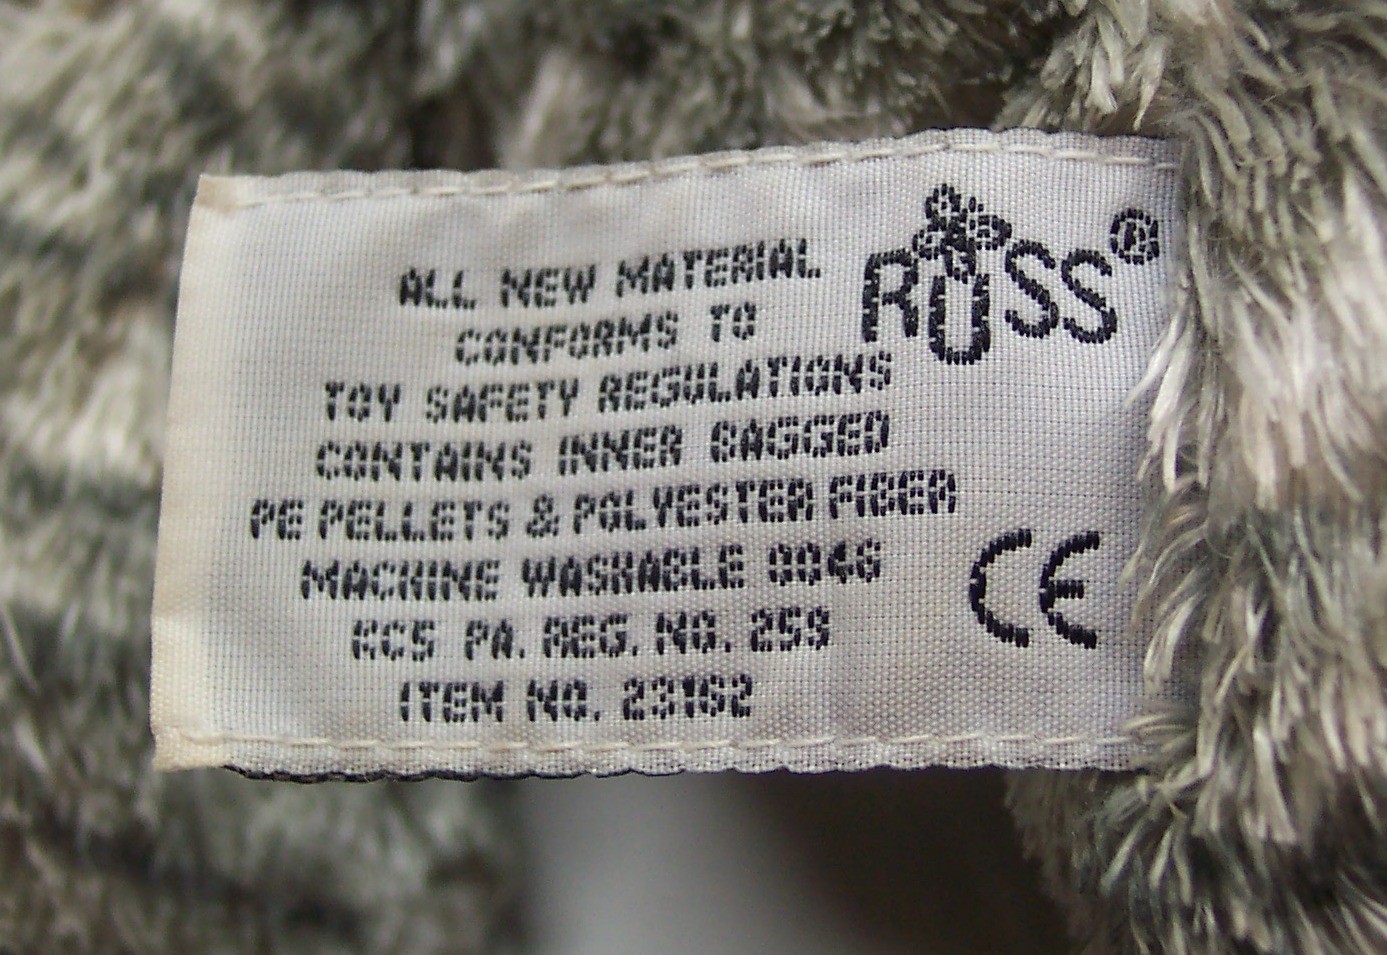 RUSS®
ALL NEW MATERIAL
CONFORMS TO
TOY SAFETY REGULATIONS
CONTAINS INNER BAGGED
PE PELLETS & POLYESTER FIBER
MACHINE WASHABLE 0046
EC5 PA. REG. NO. 259
ITEM NO. 23162
CE